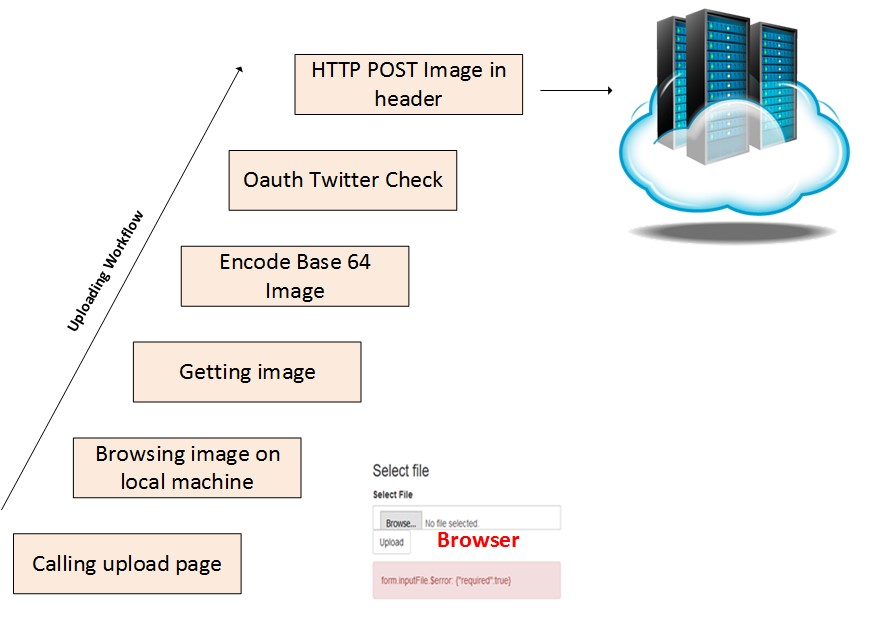 HTTP POST Image in
header
Oauth Twitter Check
Uploading Workflow
Encode Base 64
Image
Getting image
Browsing image on
local machine
Calling upload page
Select file
Select File
Browse... No file selected.
Upload
Browser
form.inputFile.$error: {"required":true}